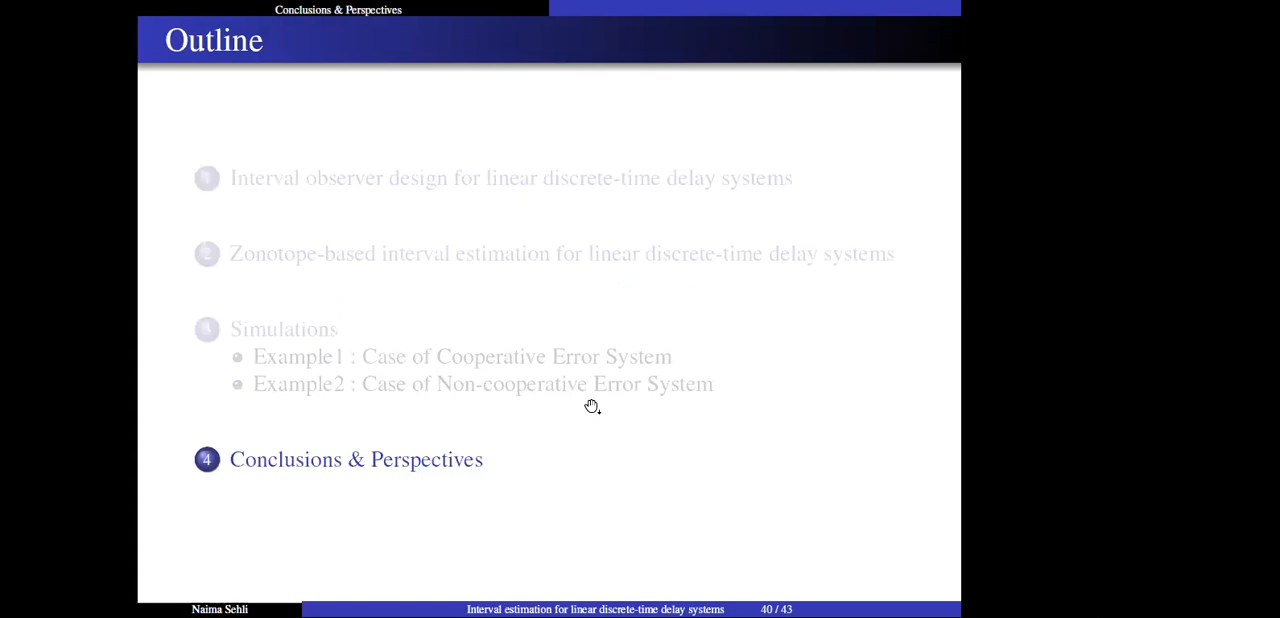 Conclusions & Perspectives
Outline
1 Interval observer design for linear discrete-time delay systems
2 Zonotope-based interval estimation for linear discrete-time delay systems
3 Simulations
Example1 : Case of Cooperative Error System
Example2 : Case of Non-cooperative Error System
4 Conclusions & Perspectives
Naima Sehli Interval estimation for linear discrete-time delay systems 40 / 43